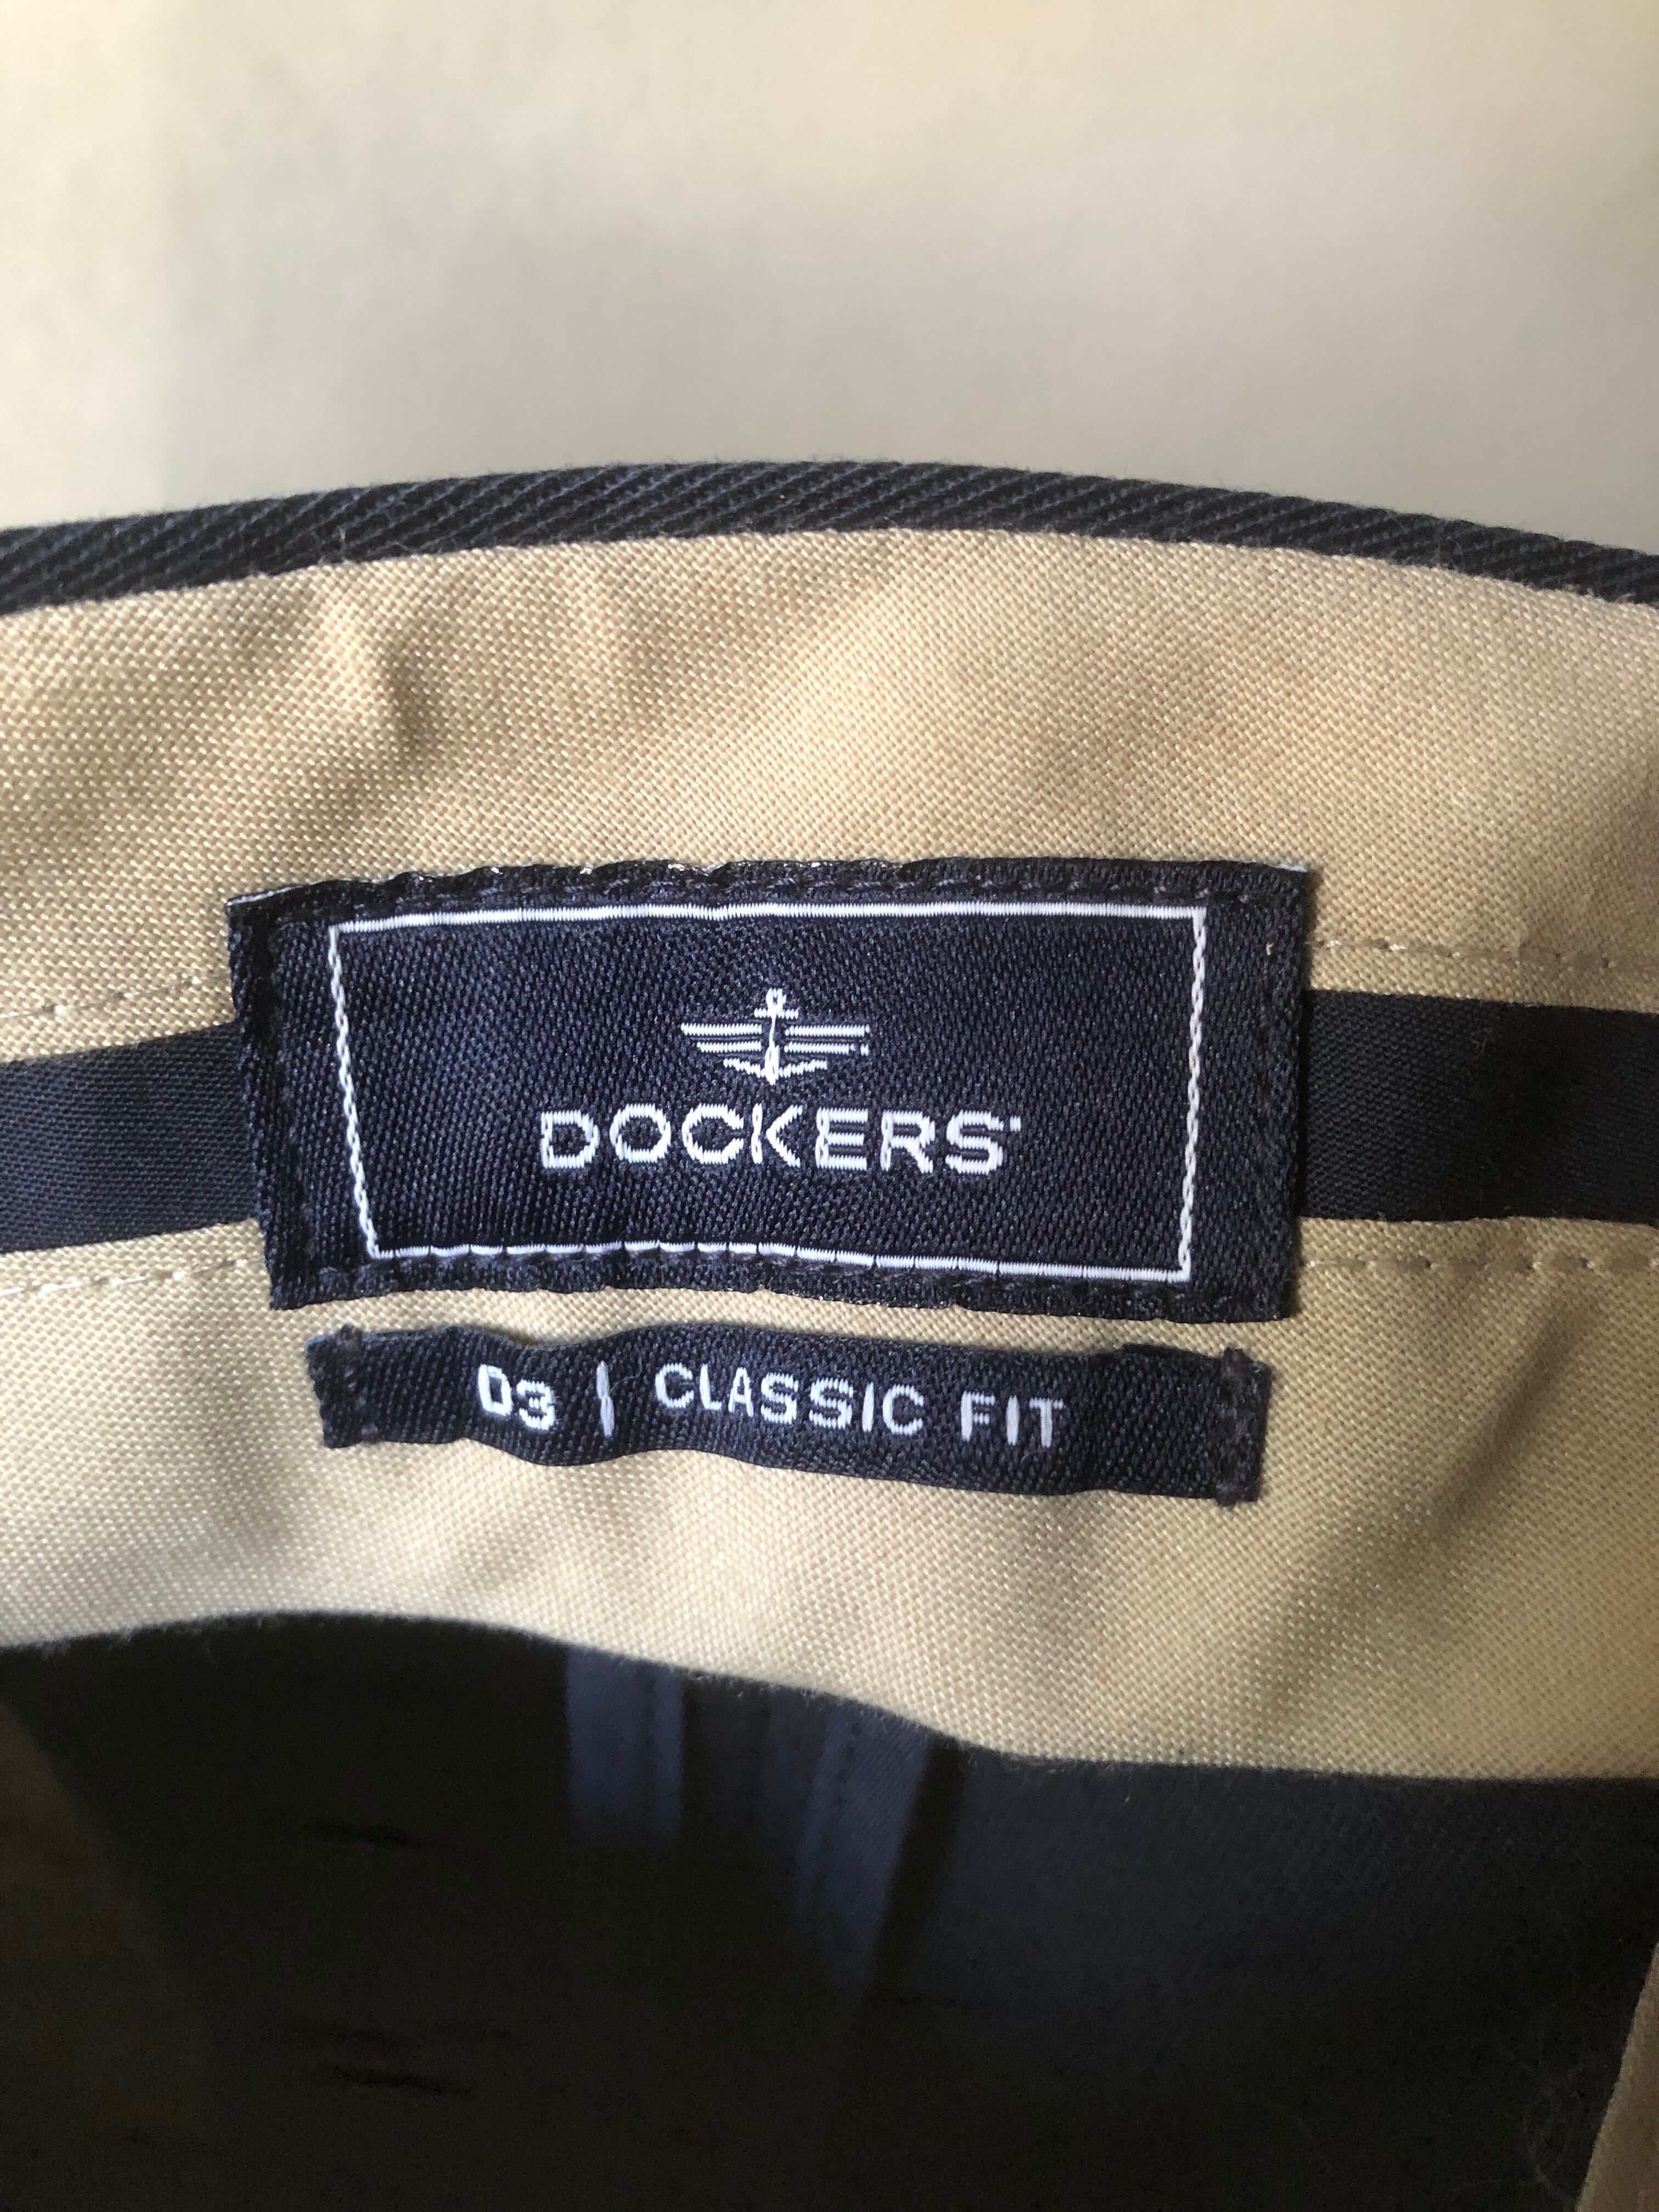 DOCKERS
D3 | CLASSIC FIT